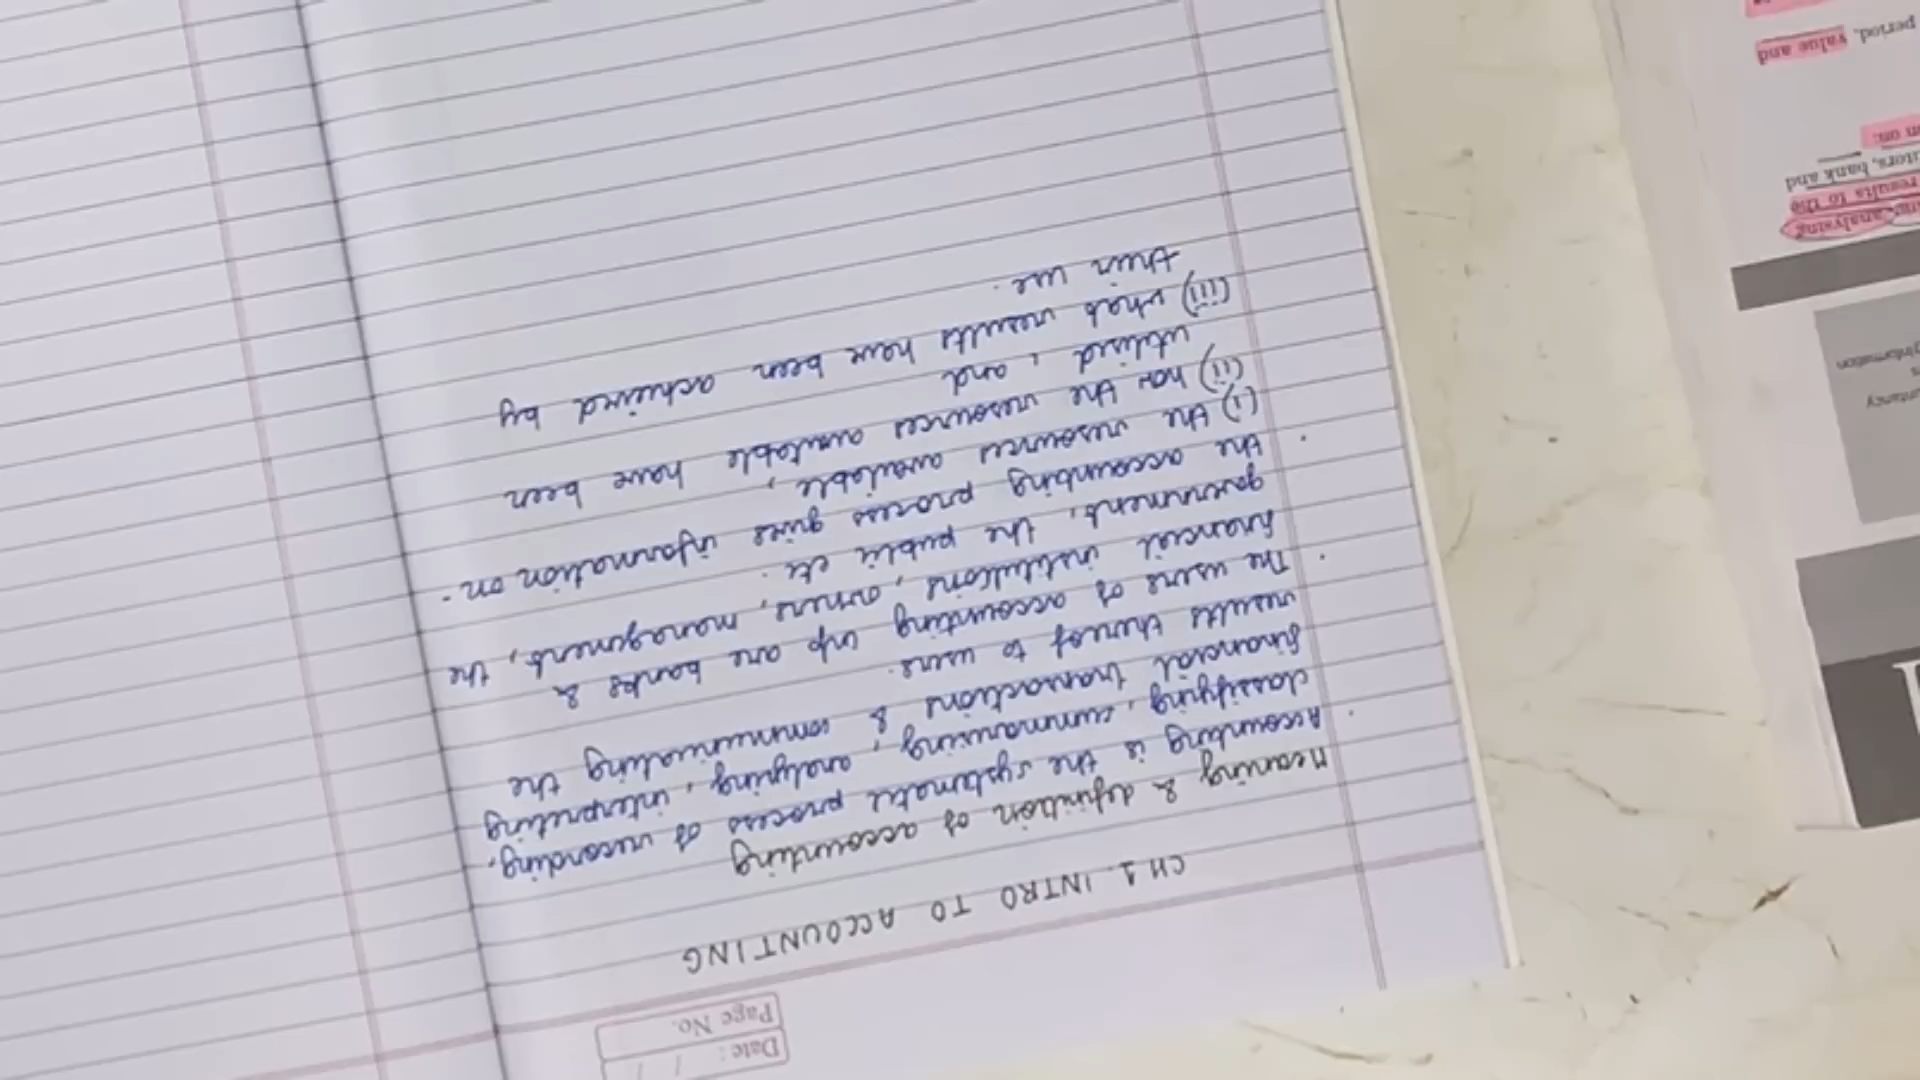 Date : / /
Page No.
CH 1. INTRO TO ACCOUNTING
Meaning & definition of accounting
• Accounting is the systematic process of recording,
classifying, summarising, analysing, interpreting
financial transactions & communicating the
results thereof to users.
• The users of accounting inf are banks &
financial institutions, owners, management, the
government, the public etc.
• the accounting process gives information on:-
(i) the resources available,
(ii) how the resources available have been
utilised, and
(iii) what results have been achieved by
their use.
period, value and
on:
bank and
results to the
analysing
Information